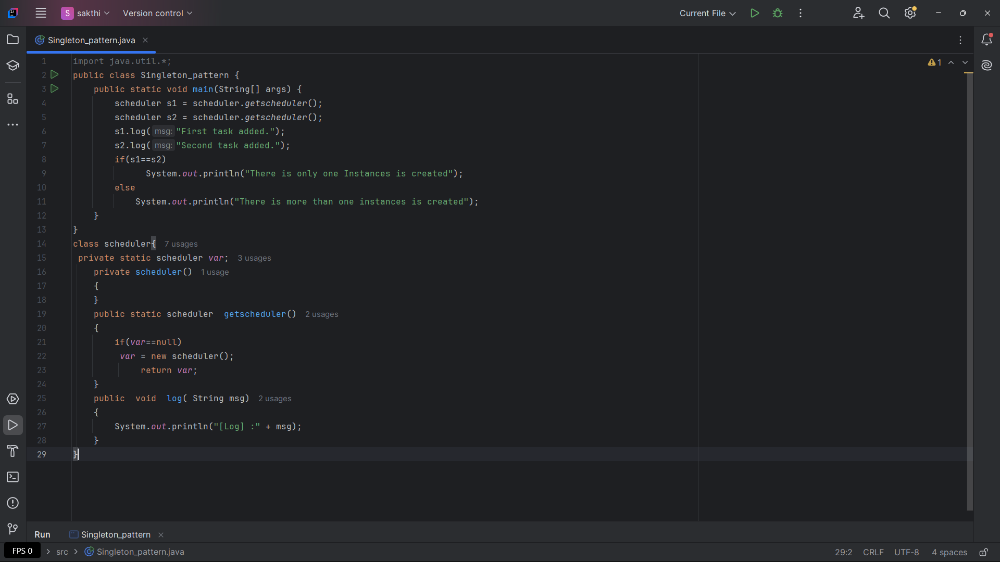 S sakthi Version control Current File
Singleton_pattern.java
1 import java.util.*;
2 public class Singleton_pattern {
3 public static void main(String[] args) {
4 scheduler s1 = scheduler.getscheduler();
5 scheduler s2 = scheduler.getscheduler();
6 s1.log( msg: "First task added.");
7 s2.log( msg: "Second task added.");
8 if(s1==s2)
9 System.out.println("There is only one Instances is created");
10 else
11 System.out.println("There is more than one instances is created");
12 }
13 }
14 class scheduler{ 7 usages
15 private static scheduler var; 3 usages
16 private scheduler() 1 usage
17 {
18 }
19 public static scheduler getscheduler() 2 usages
20 {
21 if(var==null)
22 var = new scheduler();
23 return var;
24 }
25 public void log( String msg) 2 usages
26 {
27 System.out.println("[Log] :" + msg);
28 }
29 }
1
Run Singleton_pattern
FPS 0 > src > Singleton_pattern.java 29:2 CRLF UTF-8 4 spaces